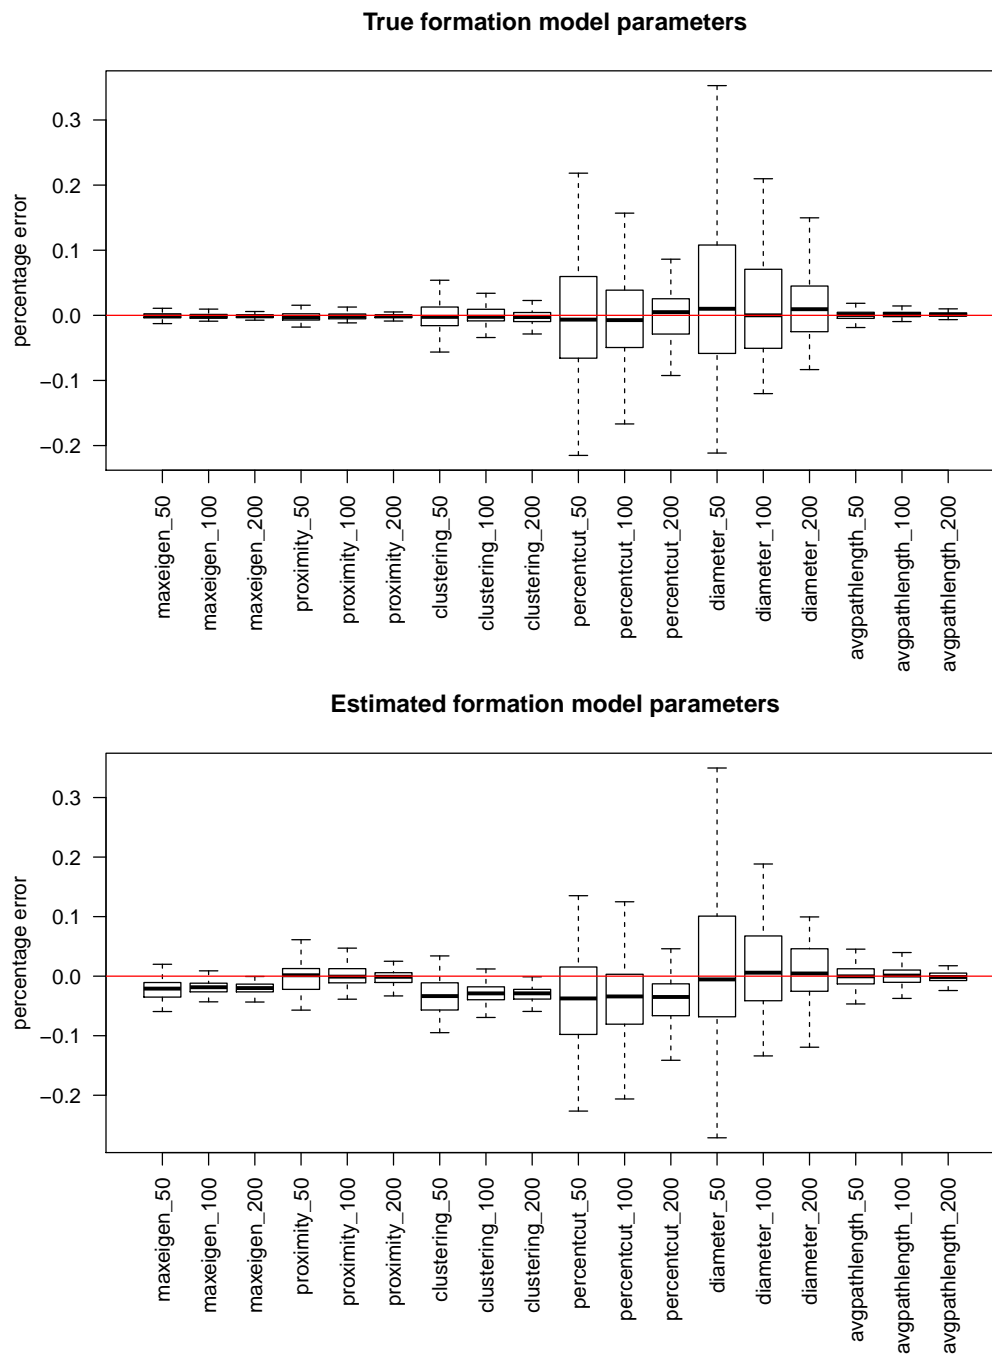 True formation model parameters
percentage error
0.3
0.2
0.1
0.0
−0.1
−0.2
maxeigen_50
maxeigen_100
maxeigen_200
proximity_50
proximity_100
proximity_200
clustering_50
clustering_100
clustering_200
percentcut_50
percentcut_100
percentcut_200
diameter_50
diameter_100
diameter_200
avgpathlength_50
avgpathlength_100
avgpathlength_200
Estimated formation model parameters
percentage error
0.3
0.2
0.1
0.0
−0.1
−0.2
maxeigen_50
maxeigen_100
maxeigen_200
proximity_50
proximity_100
proximity_200
clustering_50
clustering_100
clustering_200
percentcut_50
percentcut_100
percentcut_200
diameter_50
diameter_100
diameter_200
avgpathlength_50
avgpathlength_100
avgpathlength_200